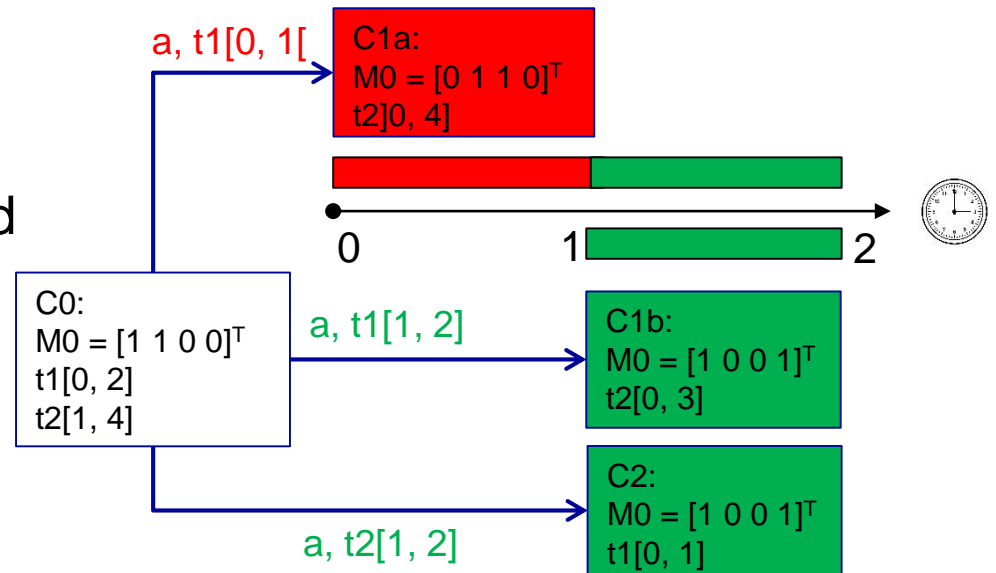 a, t1[0, 1[
C1a:
M0 = [0 1 1 0]ᵀ
t2]0, 4]
d
0
1
2
C0:
M0 = [1 1 0 0]ᵀ
t1[0, 2]
t2[1, 4]
a, t1[1, 2]
C1b:
M0 = [1 0 0 1]ᵀ
t2[0, 3]
a, t2[1, 2]
C2:
M0 = [1 0 0 1]ᵀ
t1[0, 1]